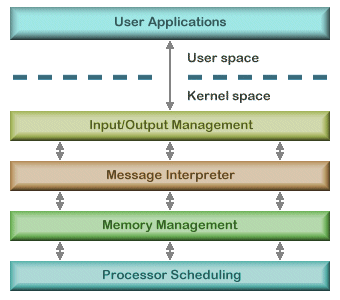 User Applications
User space
Kernel space
Input/Output Management
Message Interpreter
Memory Management
Processor Scheduling